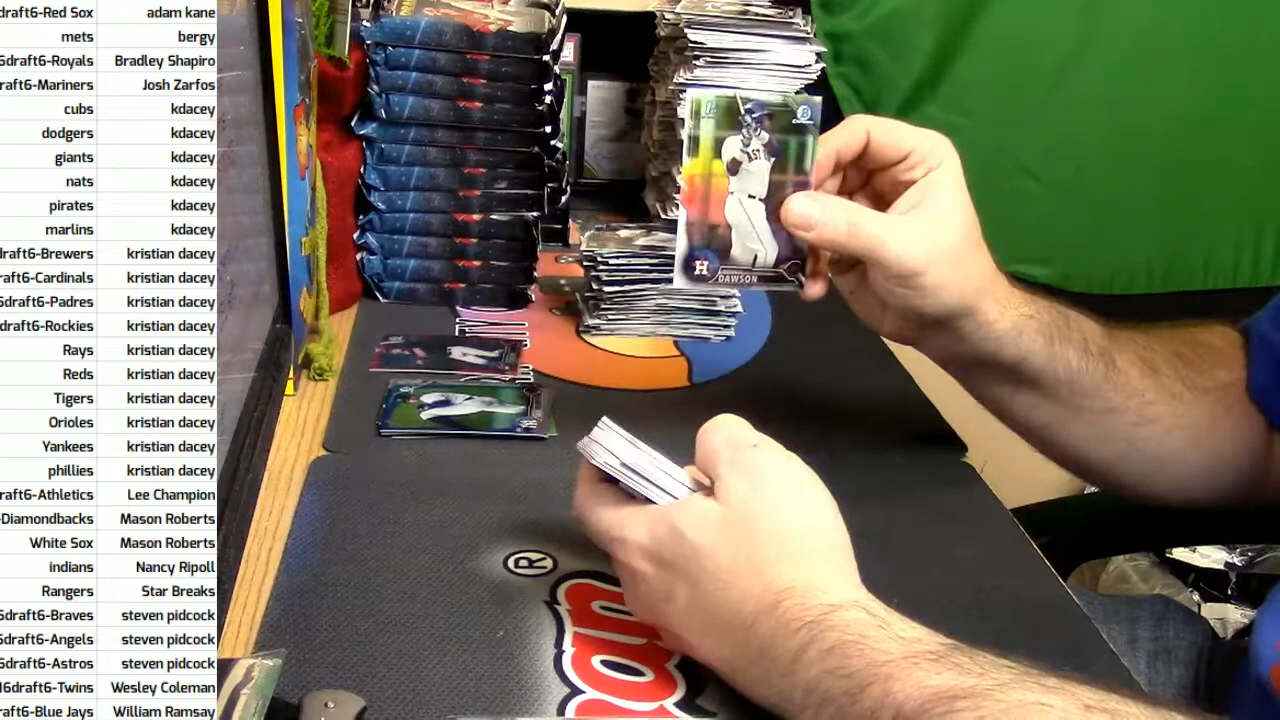 draft6-Red Sox adam kane
mets bergy
6draft6-Royals Bradley Shapiro
raft6-Mariners Josh Zarfos
cubs kdacey
dodgers kdacey
giants kdacey
nats kdacey
pirates kdacey
marlins kdacey
draft6-Brewers kristian dacey
raft6-Cardinals kristian dacey
6draft6-Padres kristian dacey
draft6-Rockies kristian dacey
Rays kristian dacey
Reds kristian dacey
Tigers kristian dacey
Orioles kristian dacey
Yankees kristian dacey
phillies kristian dacey
raft6-Athletics Lee Champion
-Diamondbacks Mason Roberts
White Sox Mason Roberts
indians Nancy Ripoll
Rangers Star Breaks
6draft6-Braves steven pidcock
6draft6-Angels steven pidcock
6draft6-Astros steven pidcock
16draft6-Twins Wesley Coleman
raft6-Blue Jays William Ramsay
B
H
DAWSON
®